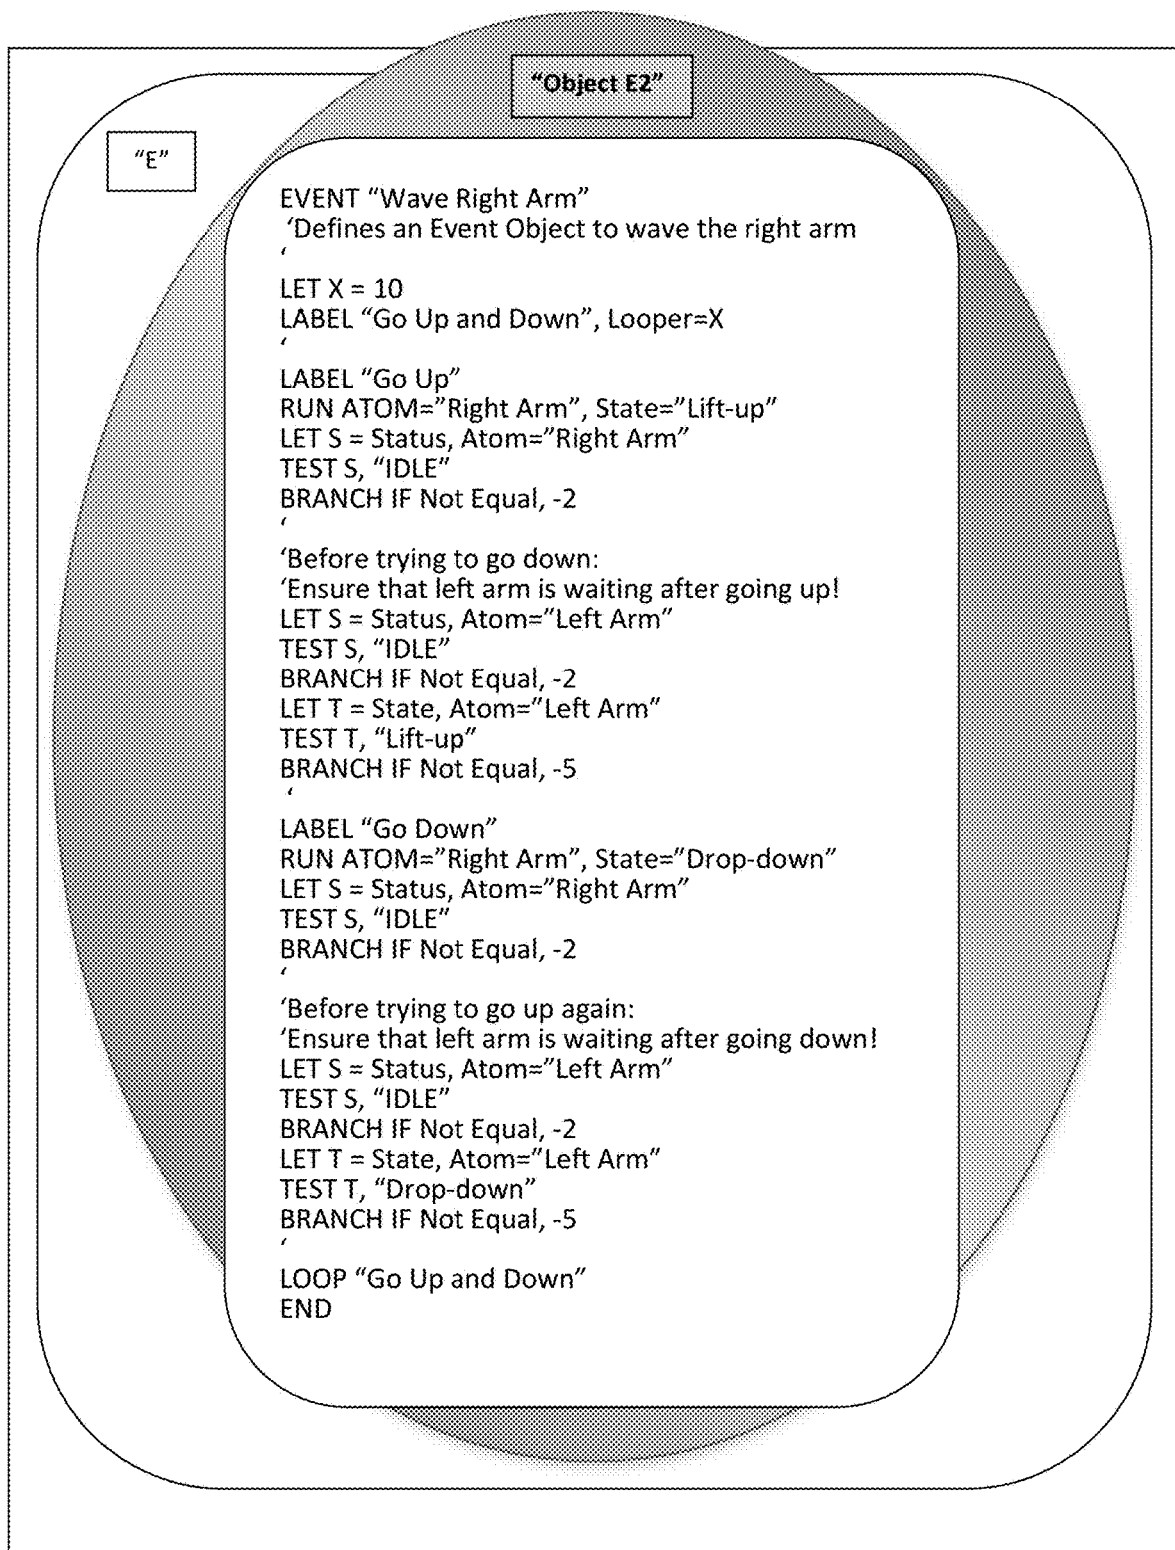 “Object E2”
“E”
EVENT “Wave Right Arm”
‘Defines an Event Object to wave the right arm
‘
LET X = 10
LABEL “Go Up and Down”, Looper=X
‘
LABEL “Go Up”
RUN ATOM=”Right Arm”, State=”Lift-up”
LET S = Status, Atom=”Right Arm”
TEST S, “IDLE”
BRANCH IF Not Equal, -2
‘
‘Before trying to go down:
‘Ensure that left arm is waiting after going up!
LET S = Status, Atom=”Left Arm”
TEST S, “IDLE”
BRANCH IF Not Equal, -2
LET T = State, Atom=”Left Arm”
TEST T, “Lift-up”
BRANCH IF Not Equal, -5
‘
LABEL “Go Down”
RUN ATOM=”Right Arm”, State=”Drop-down”
LET S = Status, Atom=”Right Arm”
TEST S, “IDLE”
BRANCH IF Not Equal, -2
‘
‘Before trying to go up again:
‘Ensure that left arm is waiting after going down!
LET S = Status, Atom=”Left Arm”
TEST S, “IDLE”
BRANCH IF Not Equal, -2
LET T = State, Atom=”Left Arm”
TEST T, “Drop-down”
BRANCH IF Not Equal, -5
‘
LOOP “Go Up and Down”
END